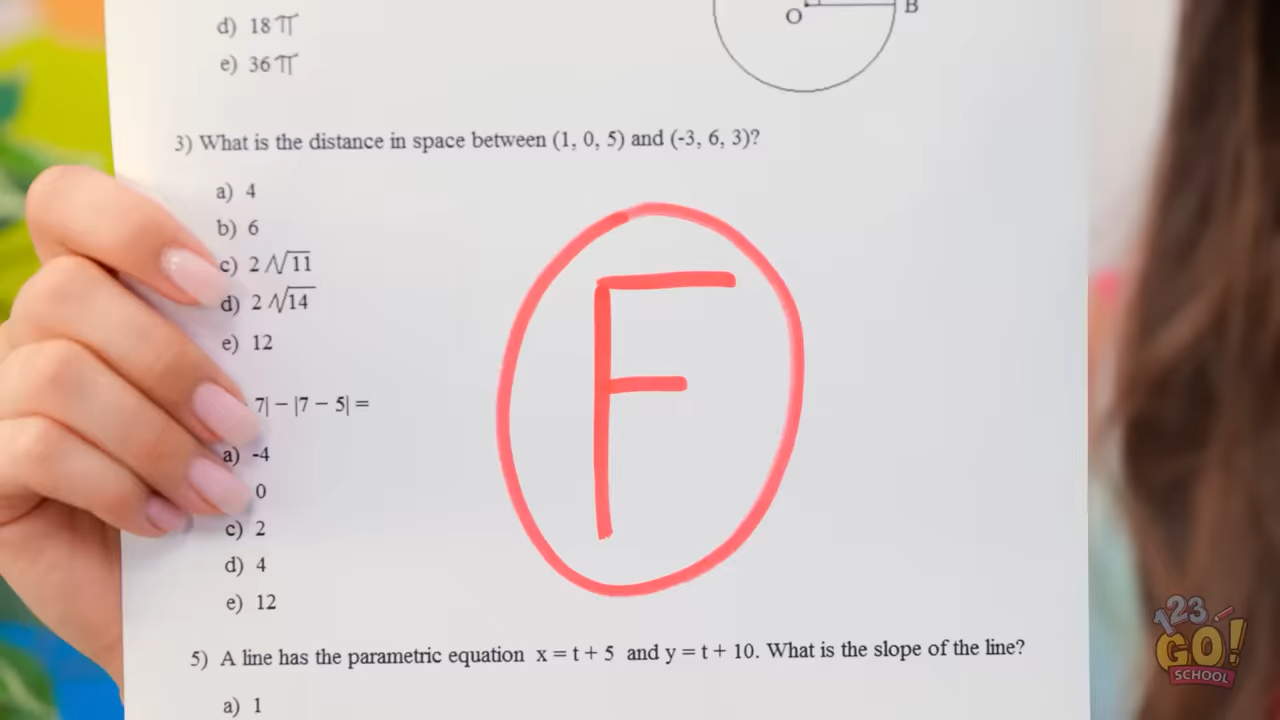 d) 18 π
O
B
e) 36 π
3) What is the distance in space between (1, 0, 5) and (-3, 6, 3)?
a) 4
b) 6
c) 2 √11
d) 2 √14
e) 12
F
7| − |7 − 5| =
a) -4
0
c) 2
d) 4
e) 12
5) A line has the parametric equation x = t + 5 and y = t + 10. What is the slope of the line?
a) 1
123
GO!
SCHOOL